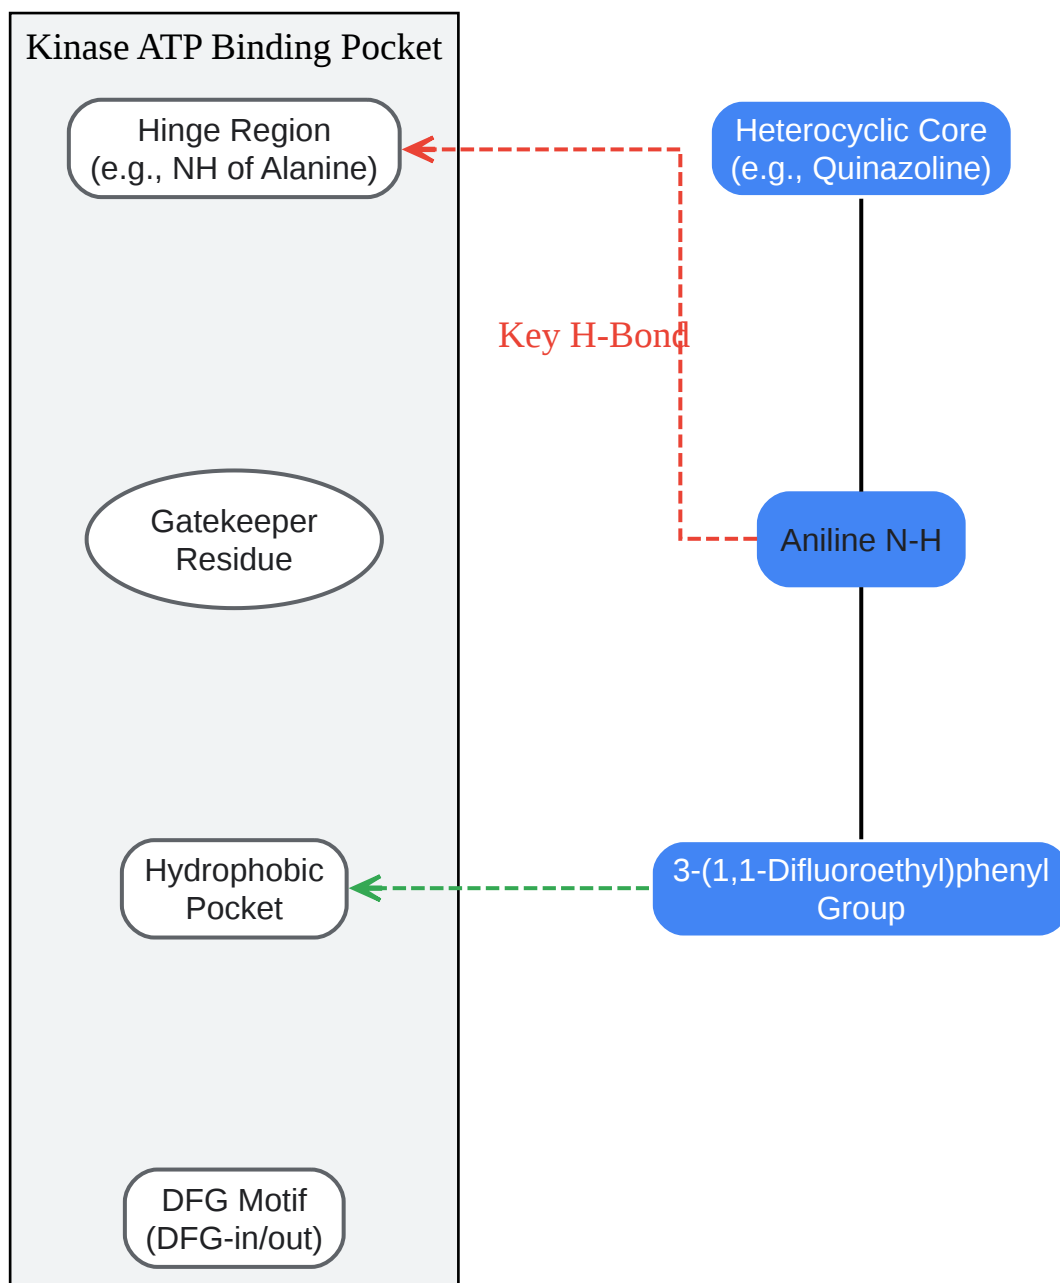 Kinase ATP Binding Pocket
Hinge Region
(e.g., NH of Alanine)
Heterocyclic Core
(e.g., Quinazoline)
Key H-Bond
Gatekeeper
Residue
Aniline N-H
Hydrophobic
Pocket
3-(1,1-Difluoroethyl)phenyl
Group
DFG Motif
(DFG-in/out)